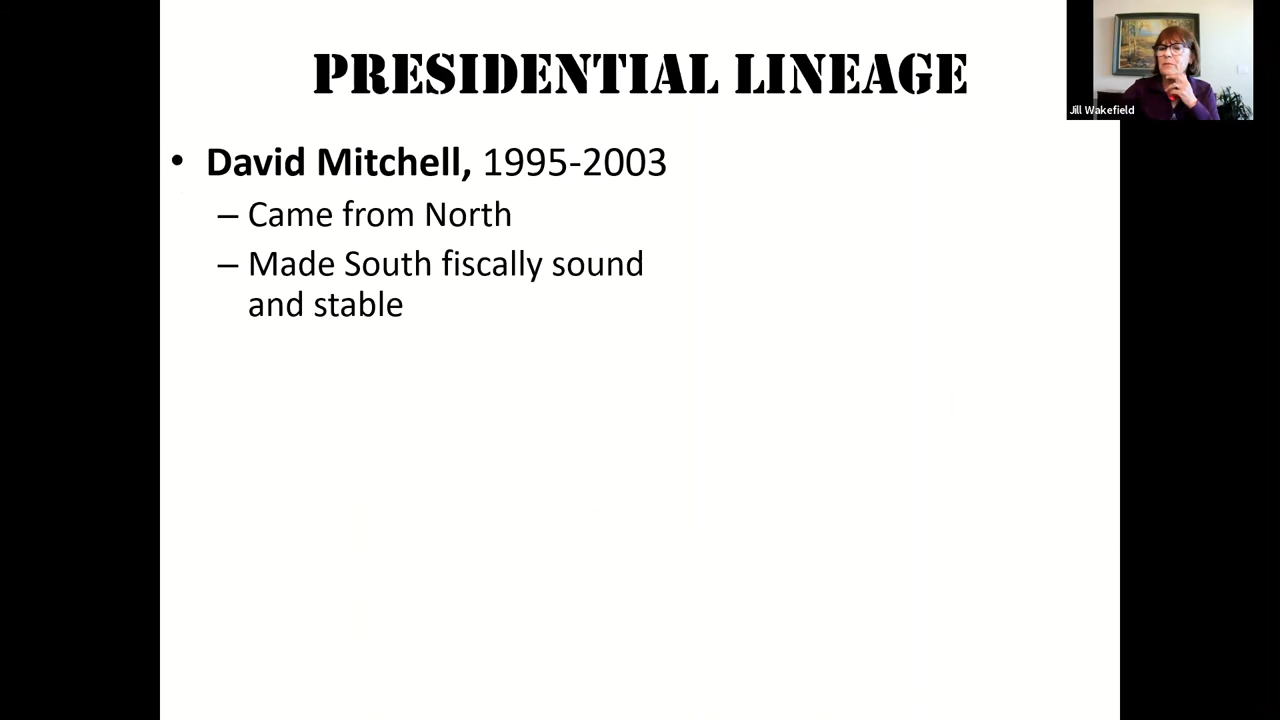 PRESIDENTIAL LINEAGE
Jill Wakefield
• David Mitchell, 1995-2003
– Came from North
– Made South fiscally sound
and stable